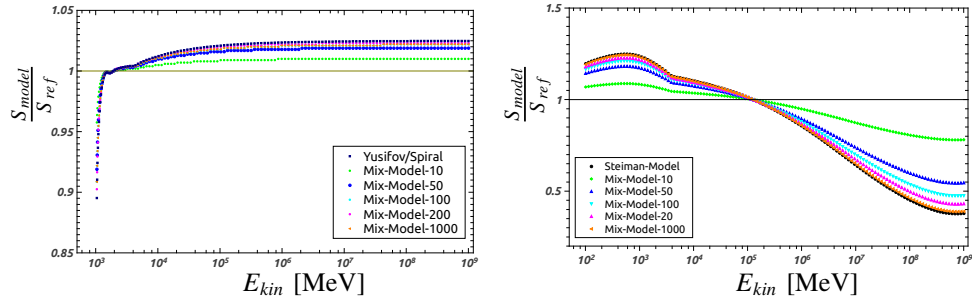 1.05
1
0.95
0.9
0.85
S_model
S_ref
Yusifov/Spiral
Mix-Model-10
Mix-Model-50
Mix-Model-100
Mix-Model-200
Mix-Model-1000
10³ 10⁴ 10⁵ 10⁶ 10⁷ 10⁸ 10⁹
E_kin [MeV]
1.5
1
0.5
S_model
S_ref
Steiman-Model
Mix-Model-10
Mix-Model-50
Mix-Model-100
Mix-Model-20
Mix-Model-1000
10² 10³ 10⁴ 10⁵ 10⁶ 10⁷ 10⁸ 10⁹
E_kin [MeV]